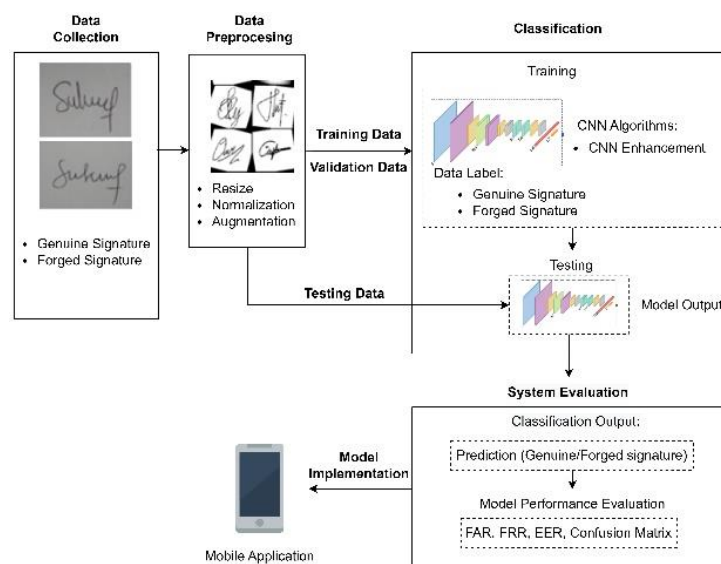 Data
Collection
Genuine Signature
Forged Signature
Data
Preprocesing
Resize
Normalization
Augmentation
Training Data
Validation Data
Testing Data
Classification
Training
CNN Algorithms:
CNN Enhancement
Data Label:
Genuine Signature
Forged Signature
Testing
Model Output
System Evaluation
Classification Output:
Prediction (Genuine/Forged signature)
Model Performance Evaluation
FAR. FRR, EER, Confusion Matrix
Model
Implementation
Mobile Application